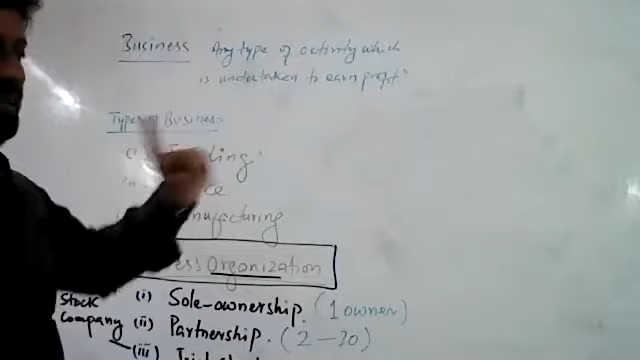 Business Any type of activity which
is undertaken to earn profit"
Types of Business
ding
ce
nufacturing
ess Organization
(i) Sole-ownership. (1 owner)
Stock
Company (ii) Partnership. (2 - 20)
(iii)